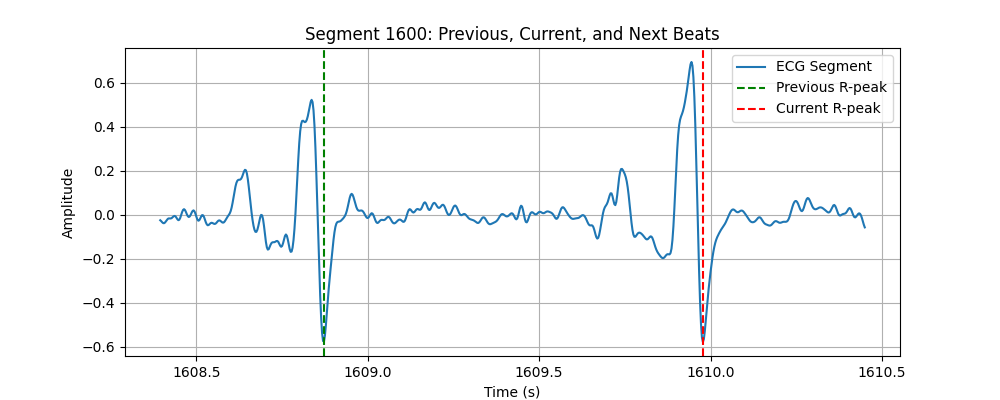 Segment 1600: Previous, Current, and Next Beats
ECG Segment
Previous R-peak
Current R-peak
Amplitude
0.6
0.4
0.2
0.0
−0.2
−0.4
−0.6
1608.5
1609.0
1609.5
1610.0
1610.5
Time (s)